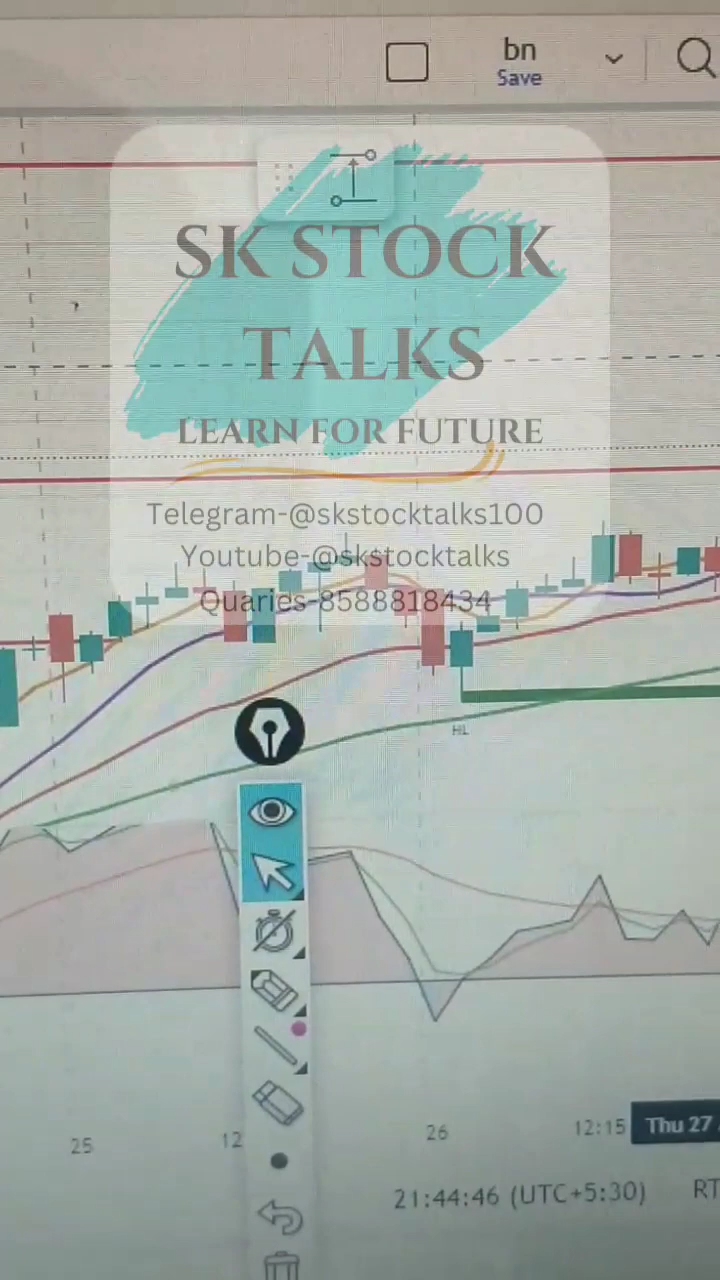 bn
Save
SK STOCK
TALKS
LEARN FOR FUTURE
Telegram-@skstocktalks100
Youtube-@skstocktalks
Quaries-8588818434
HL
25
12
26
12:15
Thu 27
21:44:46 (UTC+5:30)
RT